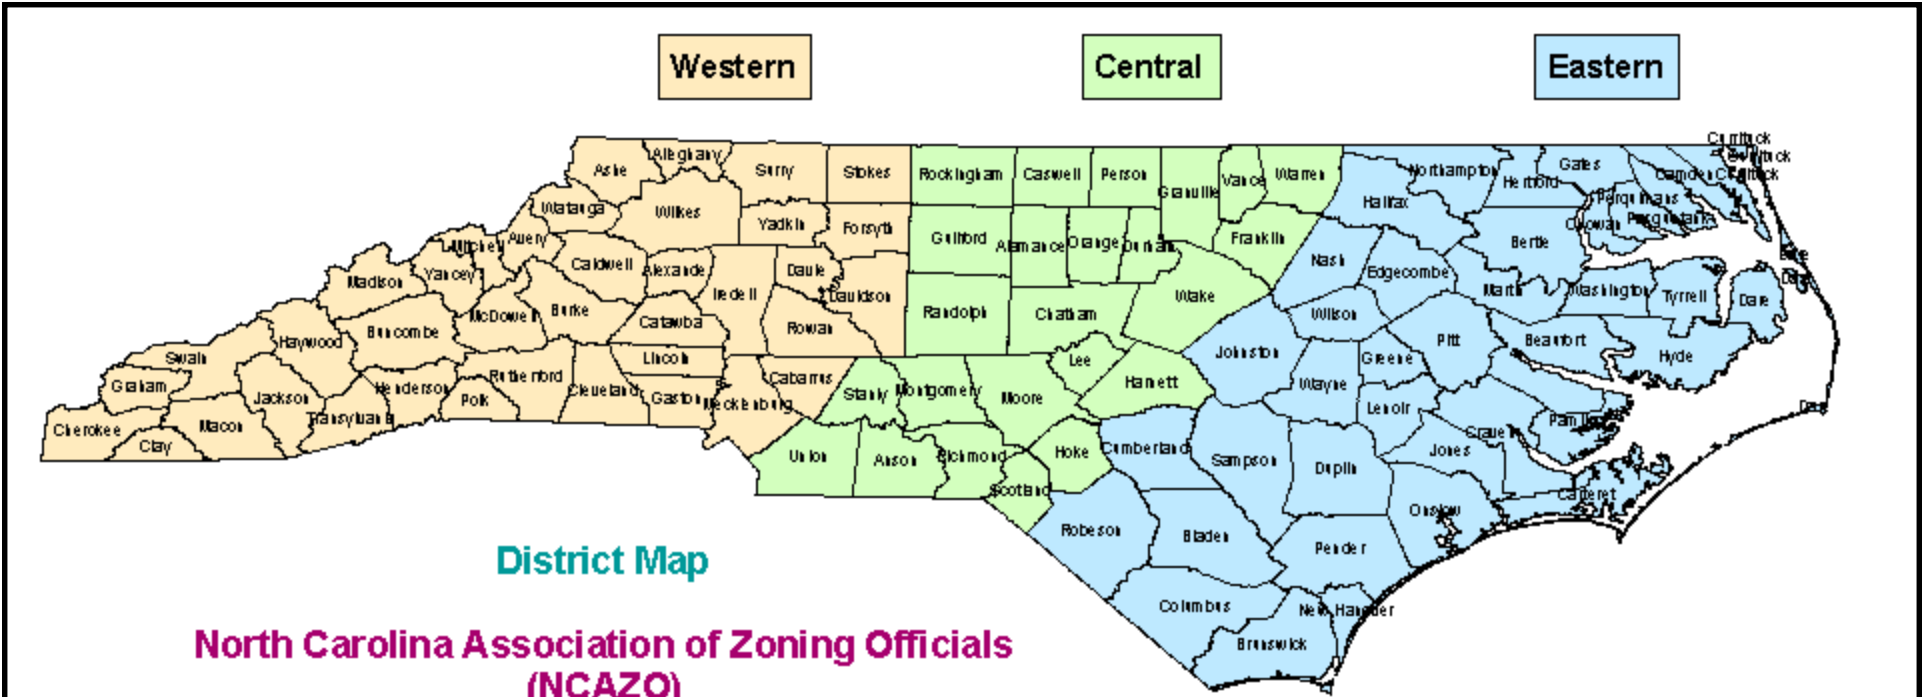 Western Central Eastern
Currituck
Ashe Alleghany Surry Stokes Rockingham Caswell Person Granville Vance Warren Northampton Hertford Gates Camden Currituck
Watauga Wilkes Yadkin Forsyth Guilford Alamance Orange Durham Franklin Halifax Bertie Chowan Perquimans Pasquotank
Mitchell Avery Caldwell Alexande Iredell Davie Davidson Nash Edgecombe Martin Washington Tyrrell Dare
Madison Yancey McDowell Burke Catawba Rowan Randolph Chatham Wake Wilson
Haywood Buncombe Lincoln Lee Johnston Greene Pitt Beaufort Hyde
Swain Graham Jackson Henderson Rutherford Polk Cleveland Gaston Mecklenburg Cabarrus Stanly Montgomery Moore Harnett Wayne Lenoir Dare
Cherokee Clay Macon Transylvania Union Anson Richmond Hoke Cumberland Sampson Duplin Jones Craven Pamlico
Scotland Robeson Bladen Pender Onslow Carteret
Columbus New Hanover
Brunswick
District Map
North Carolina Association of Zoning Officials
(NCAZO)